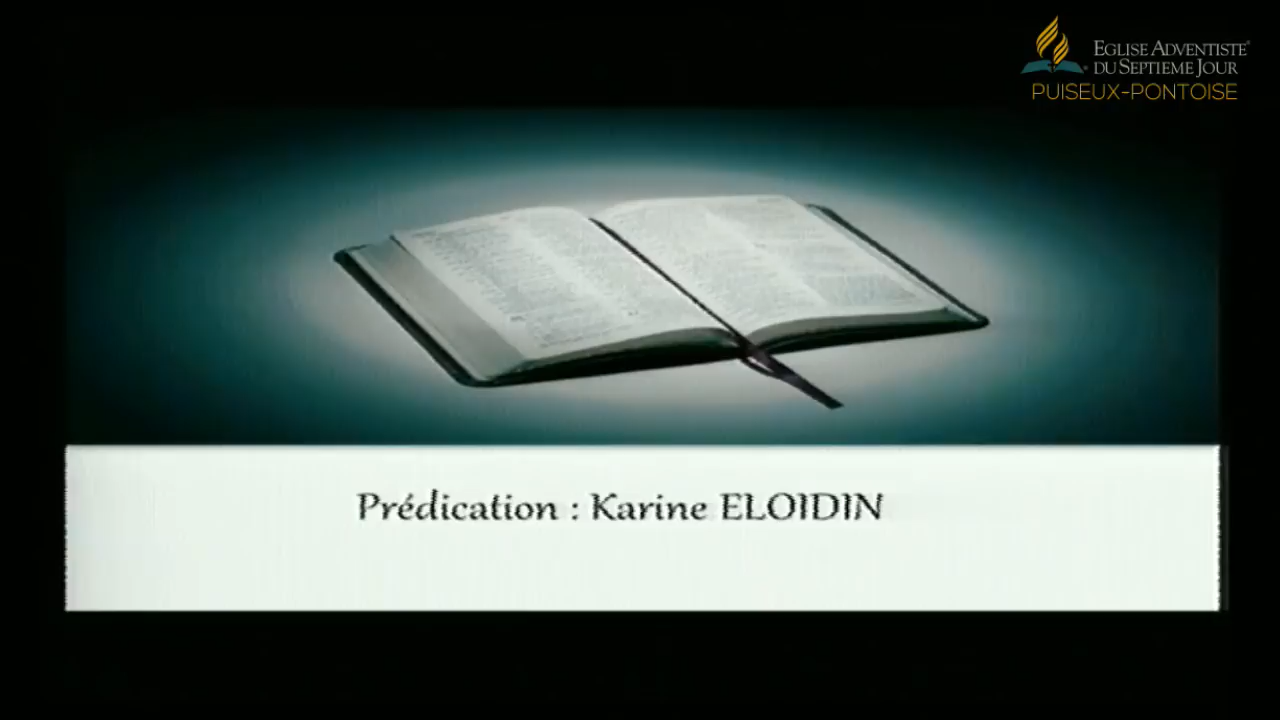 EGLISE ADVENTISTE®
DU SEPTIEME JOUR
PUISEUX-PONTOISE
Prédication : Karine ELOIDIN